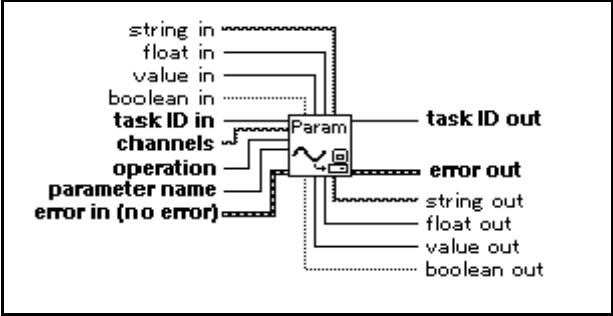 string in
float in
value in
boolean in
task ID in
channels
operation
parameter name
error in (no error)
Param
task ID out
error out
string out
float out
value out
boolean out